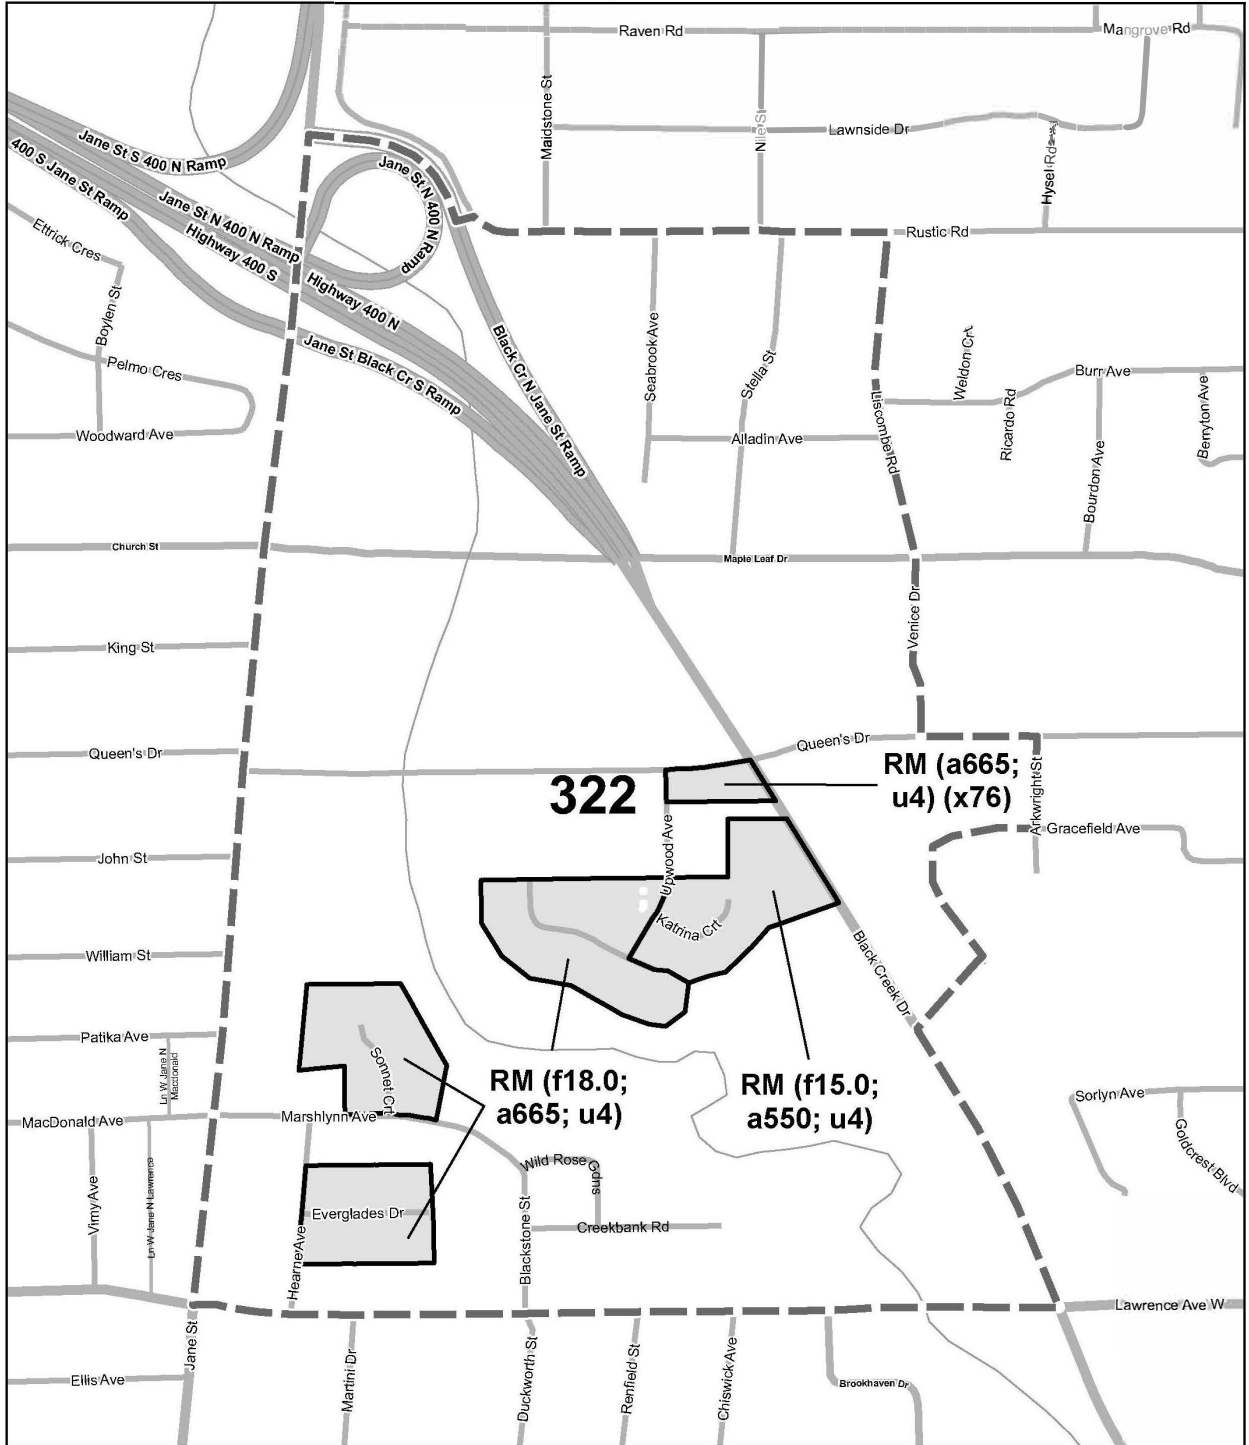 Raven Rd
Mangrove Rd
Maidstone St
Nile St
Lawnside Dr
Hysel Rd
Jane St S 400 N Ramp
400 S Jane St Ramp
Jane St N 400 N Ramp
Jane St N 400 N Ramp
Highway 400 S
Highway 400 N
Rustic Rd
Ettrick Cres
Boylen St
Pelmo Cres
Woodward Ave
Jane St Black Cr S Ramp
Black Cr N Jane St Ramp
Seabrook Ave
Stella St
Alladin Ave
Liscombe Rd
Weldon Crt
Ricardo Rd
Burr Ave
Bourdon Ave
Berryton Ave
Church St
Maple Leaf Dr
Venice Dr
King St
Queen's Dr
Queen's Dr
RM (a665;
u4) (x76)
322
Arkwright St
Gracefield Ave
Upwood Ave
John St
Katrina Crt
William St
Black Creek Dr
Patika Ave
Ln W Jane N
Macdonald
Sonnet Crt
RM (f18.0;
a665; u4)
RM (f15.0;
a550; u4)
Sorlyn Ave
Goldcrest Blvd
MacDonald Ave
Marshlynn Ave
Vimy Ave
Ln W Jane N Lawrence
Wild Rose Gdns
Everglades Dr
Hearne Ave
Blackstone St
Creekbank Rd
Lawrence Ave W
Jane St
Ellis Ave
Martini Dr
Duckworth St
Renfield St
Chiswick Ave
Brookhaven Dr